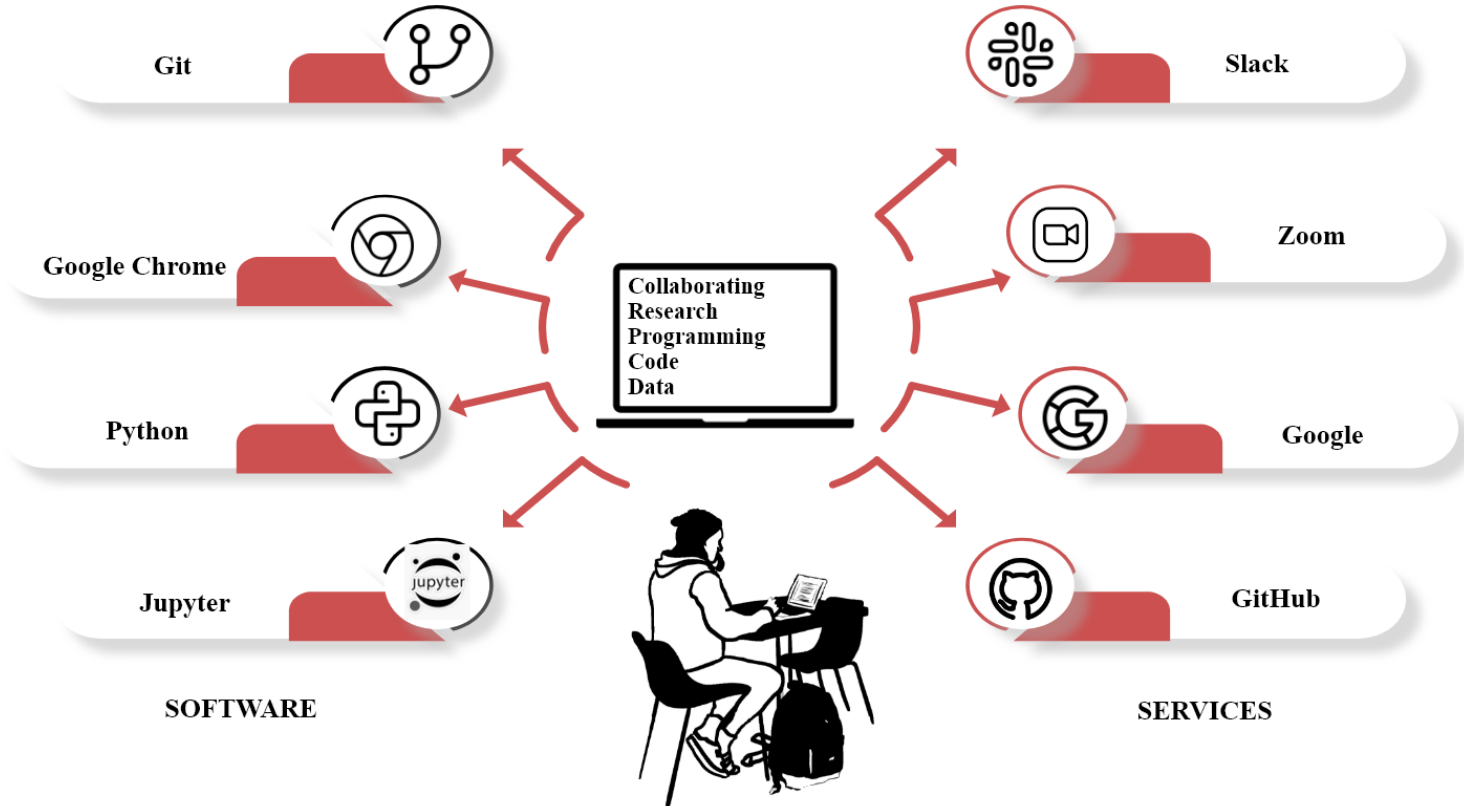 Git
Slack
Google Chrome
Zoom
Collaborating
Research
Programming
Code
Data
Python
Google
Jupyter
jupyter
GitHub
SOFTWARE
SERVICES